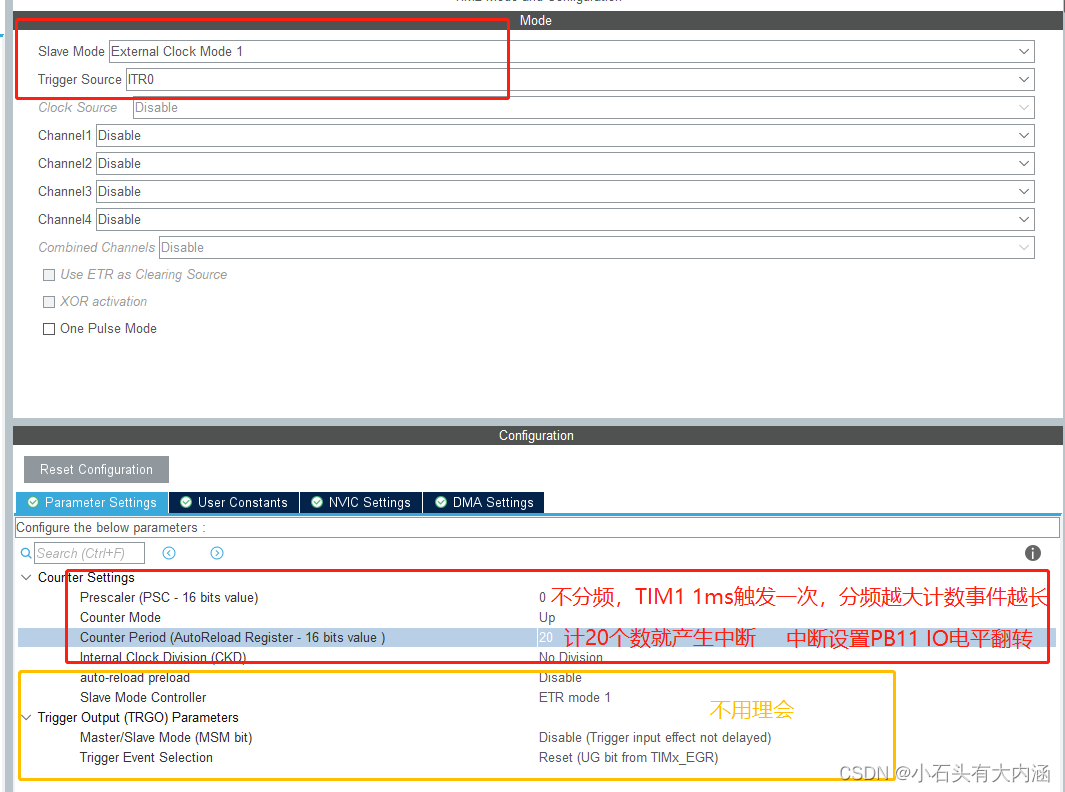 Mode
Slave Mode External Clock Mode 1
Trigger Source ITR0
Clock Source Disable
Channel1 Disable
Channel2 Disable
Channel3 Disable
Channel4 Disable
Combined Channels Disable
Use ETR as Clearing Source
XOR activation
One Pulse Mode
Configuration
Reset Configuration
Parameter Settings User Constants NVIC Settings DMA Settings
Configure the below parameters :
Search (Ctrl+F)
Counter Settings
Prescaler (PSC - 16 bits value) 0 不分频，TIM1 1ms触发一次，分频越大计数事件越长
Counter Mode Up
Counter Period (AutoReload Register - 16 bits value ) 20 计20个数就产生中断 中断设置PB11 IO电平翻转
Internal Clock Division (CKD) No Division
auto-reload preload Disable
Slave Mode Controller ETR mode 1
不用理会
Trigger Output (TRGO) Parameters
Master/Slave Mode (MSM bit) Disable (Trigger input effect not delayed)
Trigger Event Selection Reset (UG bit from TIMx_EGR)
CSDN @小石头有大内涵